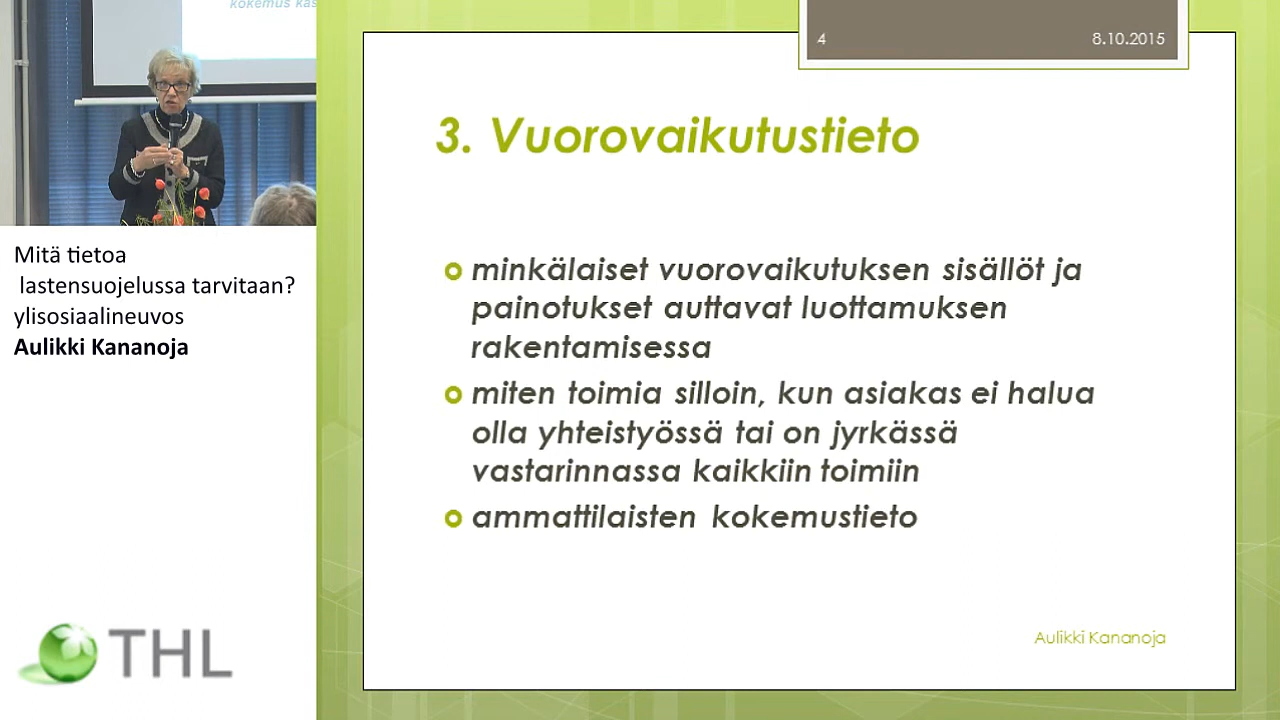 kokemus kas
Mitä tietoa
lastensuojelussa tarvitaan?
ylisosiaalineuvos
Aulikki Kananoja
THL
4
8.10.2015
3. Vuorovaikutustieto
minkälaiset vuorovaikutuksen sisällöt ja
painotukset auttavat luottamuksen
rakentamisessa
miten toimia silloin, kun asiakas ei halua
olla yhteistyössä tai on jyrkässä
vastarinnassa kaikkiin toimiin
ammattilaisten kokemustieto
Aulikki Kananoja